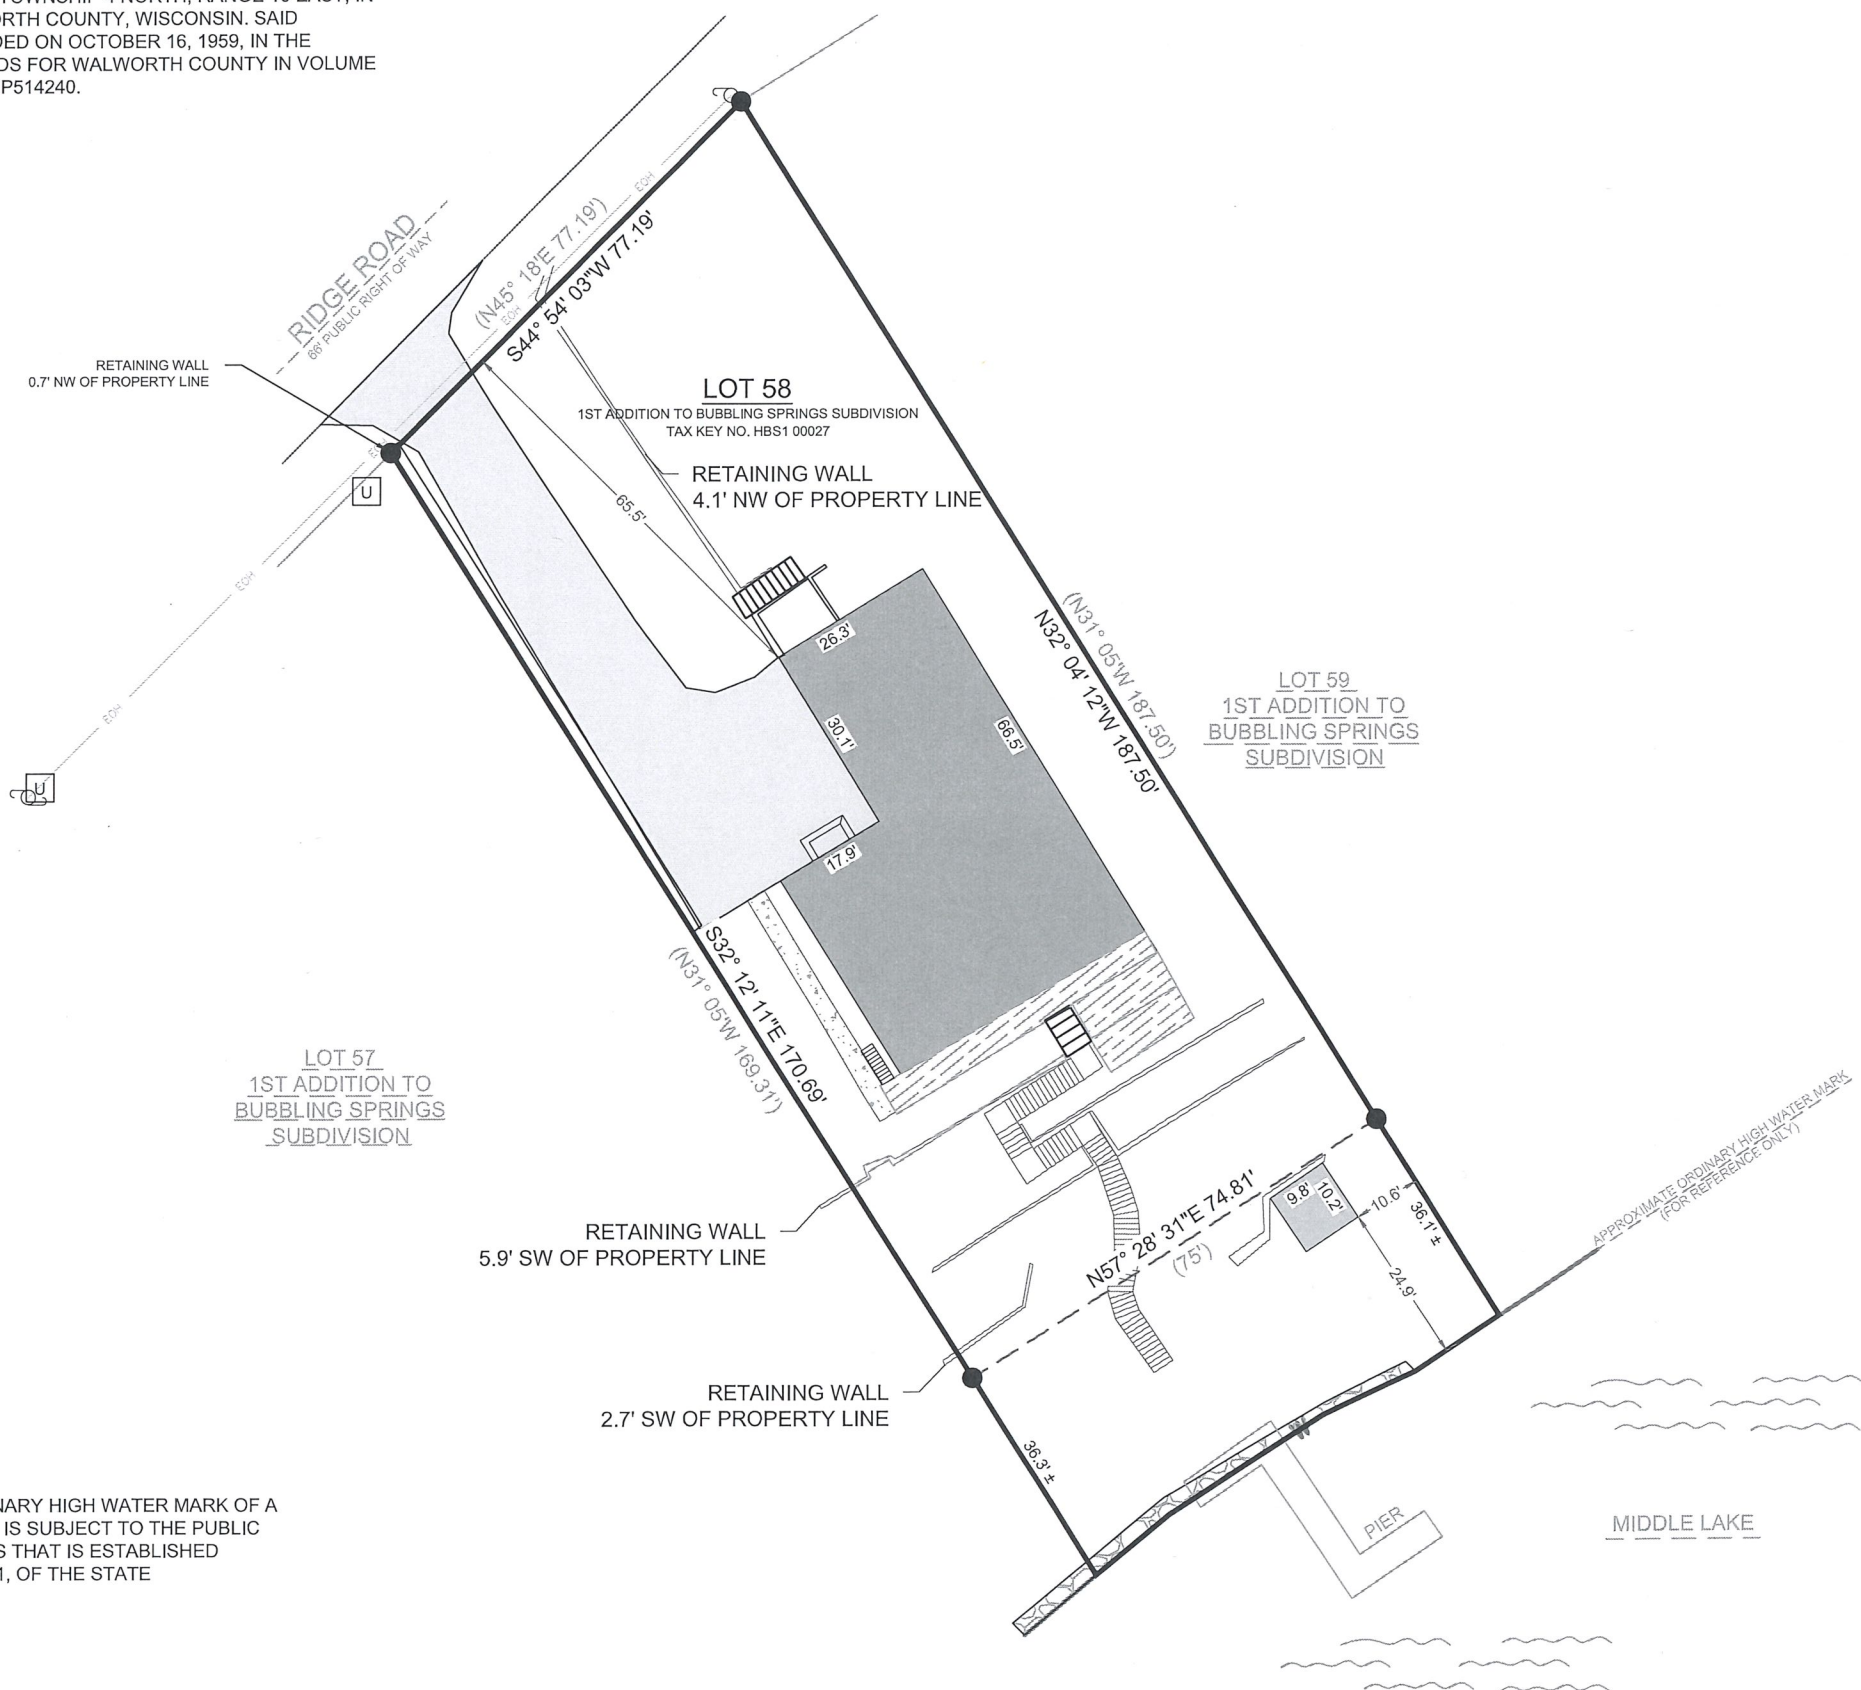 ORTH COUNTY, WISCONSIN. SAID
DED ON OCTOBER 16, 1959, IN THE
DS FOR WALWORTH COUNTY IN VOLUME
P514240.
RIDGE ROAD
66' PUBLIC RIGHT OF WAY
(N45° 18'E 77.19')
S44° 54' 03"W 77.19'
EOH
EOH
EOH
EOH
RETAINING WALL
0.7' NW OF PROPERTY LINE
U
U
LOT 58
1ST ADDITION TO BUBBLING SPRINGS SUBDIVISION
TAX KEY NO. HBS1 00027
RETAINING WALL
4.1' NW OF PROPERTY LINE
65.5'
26.3'
30.1'
66.5'
17.9'
(N31° 05'W 187.50')
N32° 04' 12"W 187.50'
LOT 59
1ST ADDITION TO
BUBBLING SPRINGS
SUBDIVISION
S32° 12' 11"E 170.69'
(N31° 05'W 169.31')
LOT 57
1ST ADDITION TO
BUBBLING SPRINGS
SUBDIVISION
APPROXIMATE ORDINARY HIGH WATER MARK
(FOR REFERENCE ONLY)
RETAINING WALL
5.9' SW OF PROPERTY LINE
N57° 28' 31"E 74.81'
(75')
9.8'
10.2'
10.6'
36.1' ±
24.9'
RETAINING WALL
2.7' SW OF PROPERTY LINE
36.3' ±
PIER
MIDDLE LAKE
NARY HIGH WATER MARK OF A
IS SUBJECT TO THE PUBLIC
S THAT IS ESTABLISHED
1, OF THE STATE